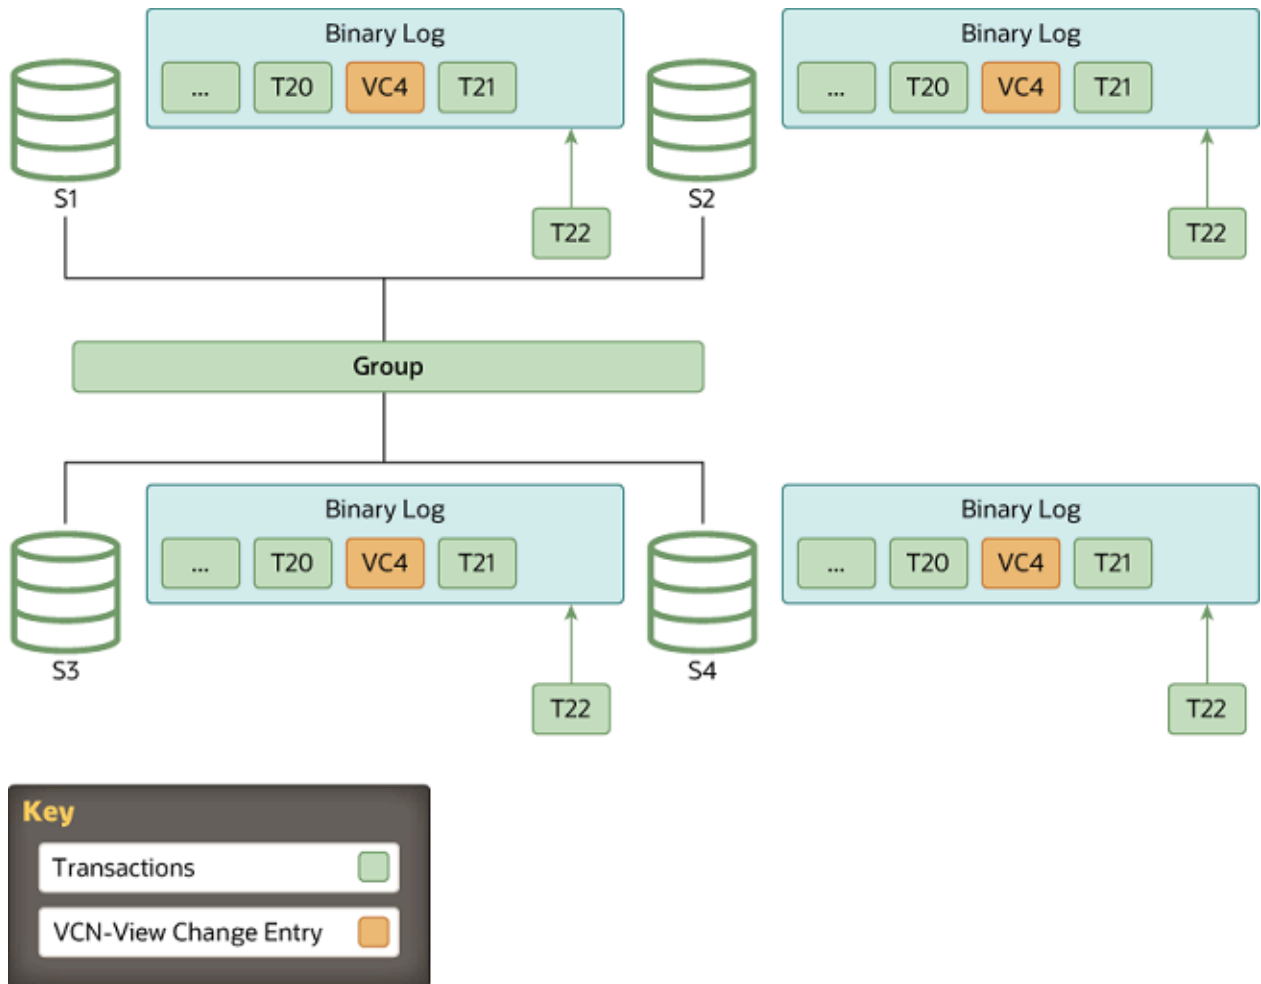 Binary Log
... T20 VC4 T21
S1
T22
Binary Log
... T20 VC4 T21
S2
T22
Group
Binary Log
... T20 VC4 T21
S3
T22
Binary Log
... T20 VC4 T21
S4
T22
Key
Transactions
VCN-View Change Entry